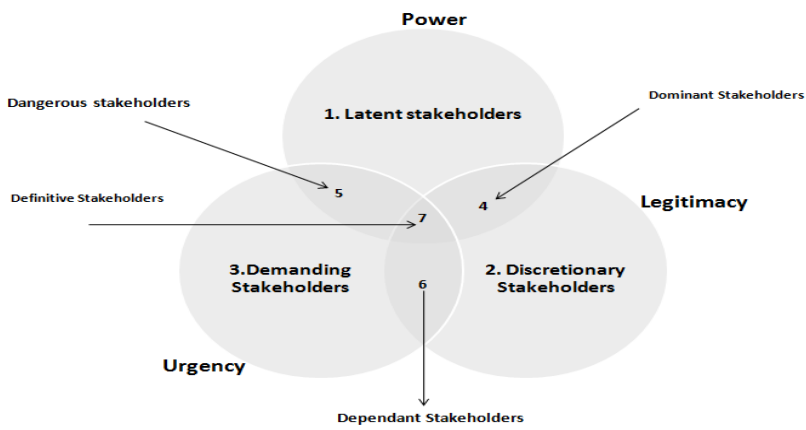 Power
Dangerous stakeholders
Dominant Stakeholders
1. Latent stakeholders
Definitive Stakeholders
5
4
Legitimacy
7
3.Demanding
Stakeholders
2. Discretionary
Stakeholders
6
Urgency
Dependant Stakeholders